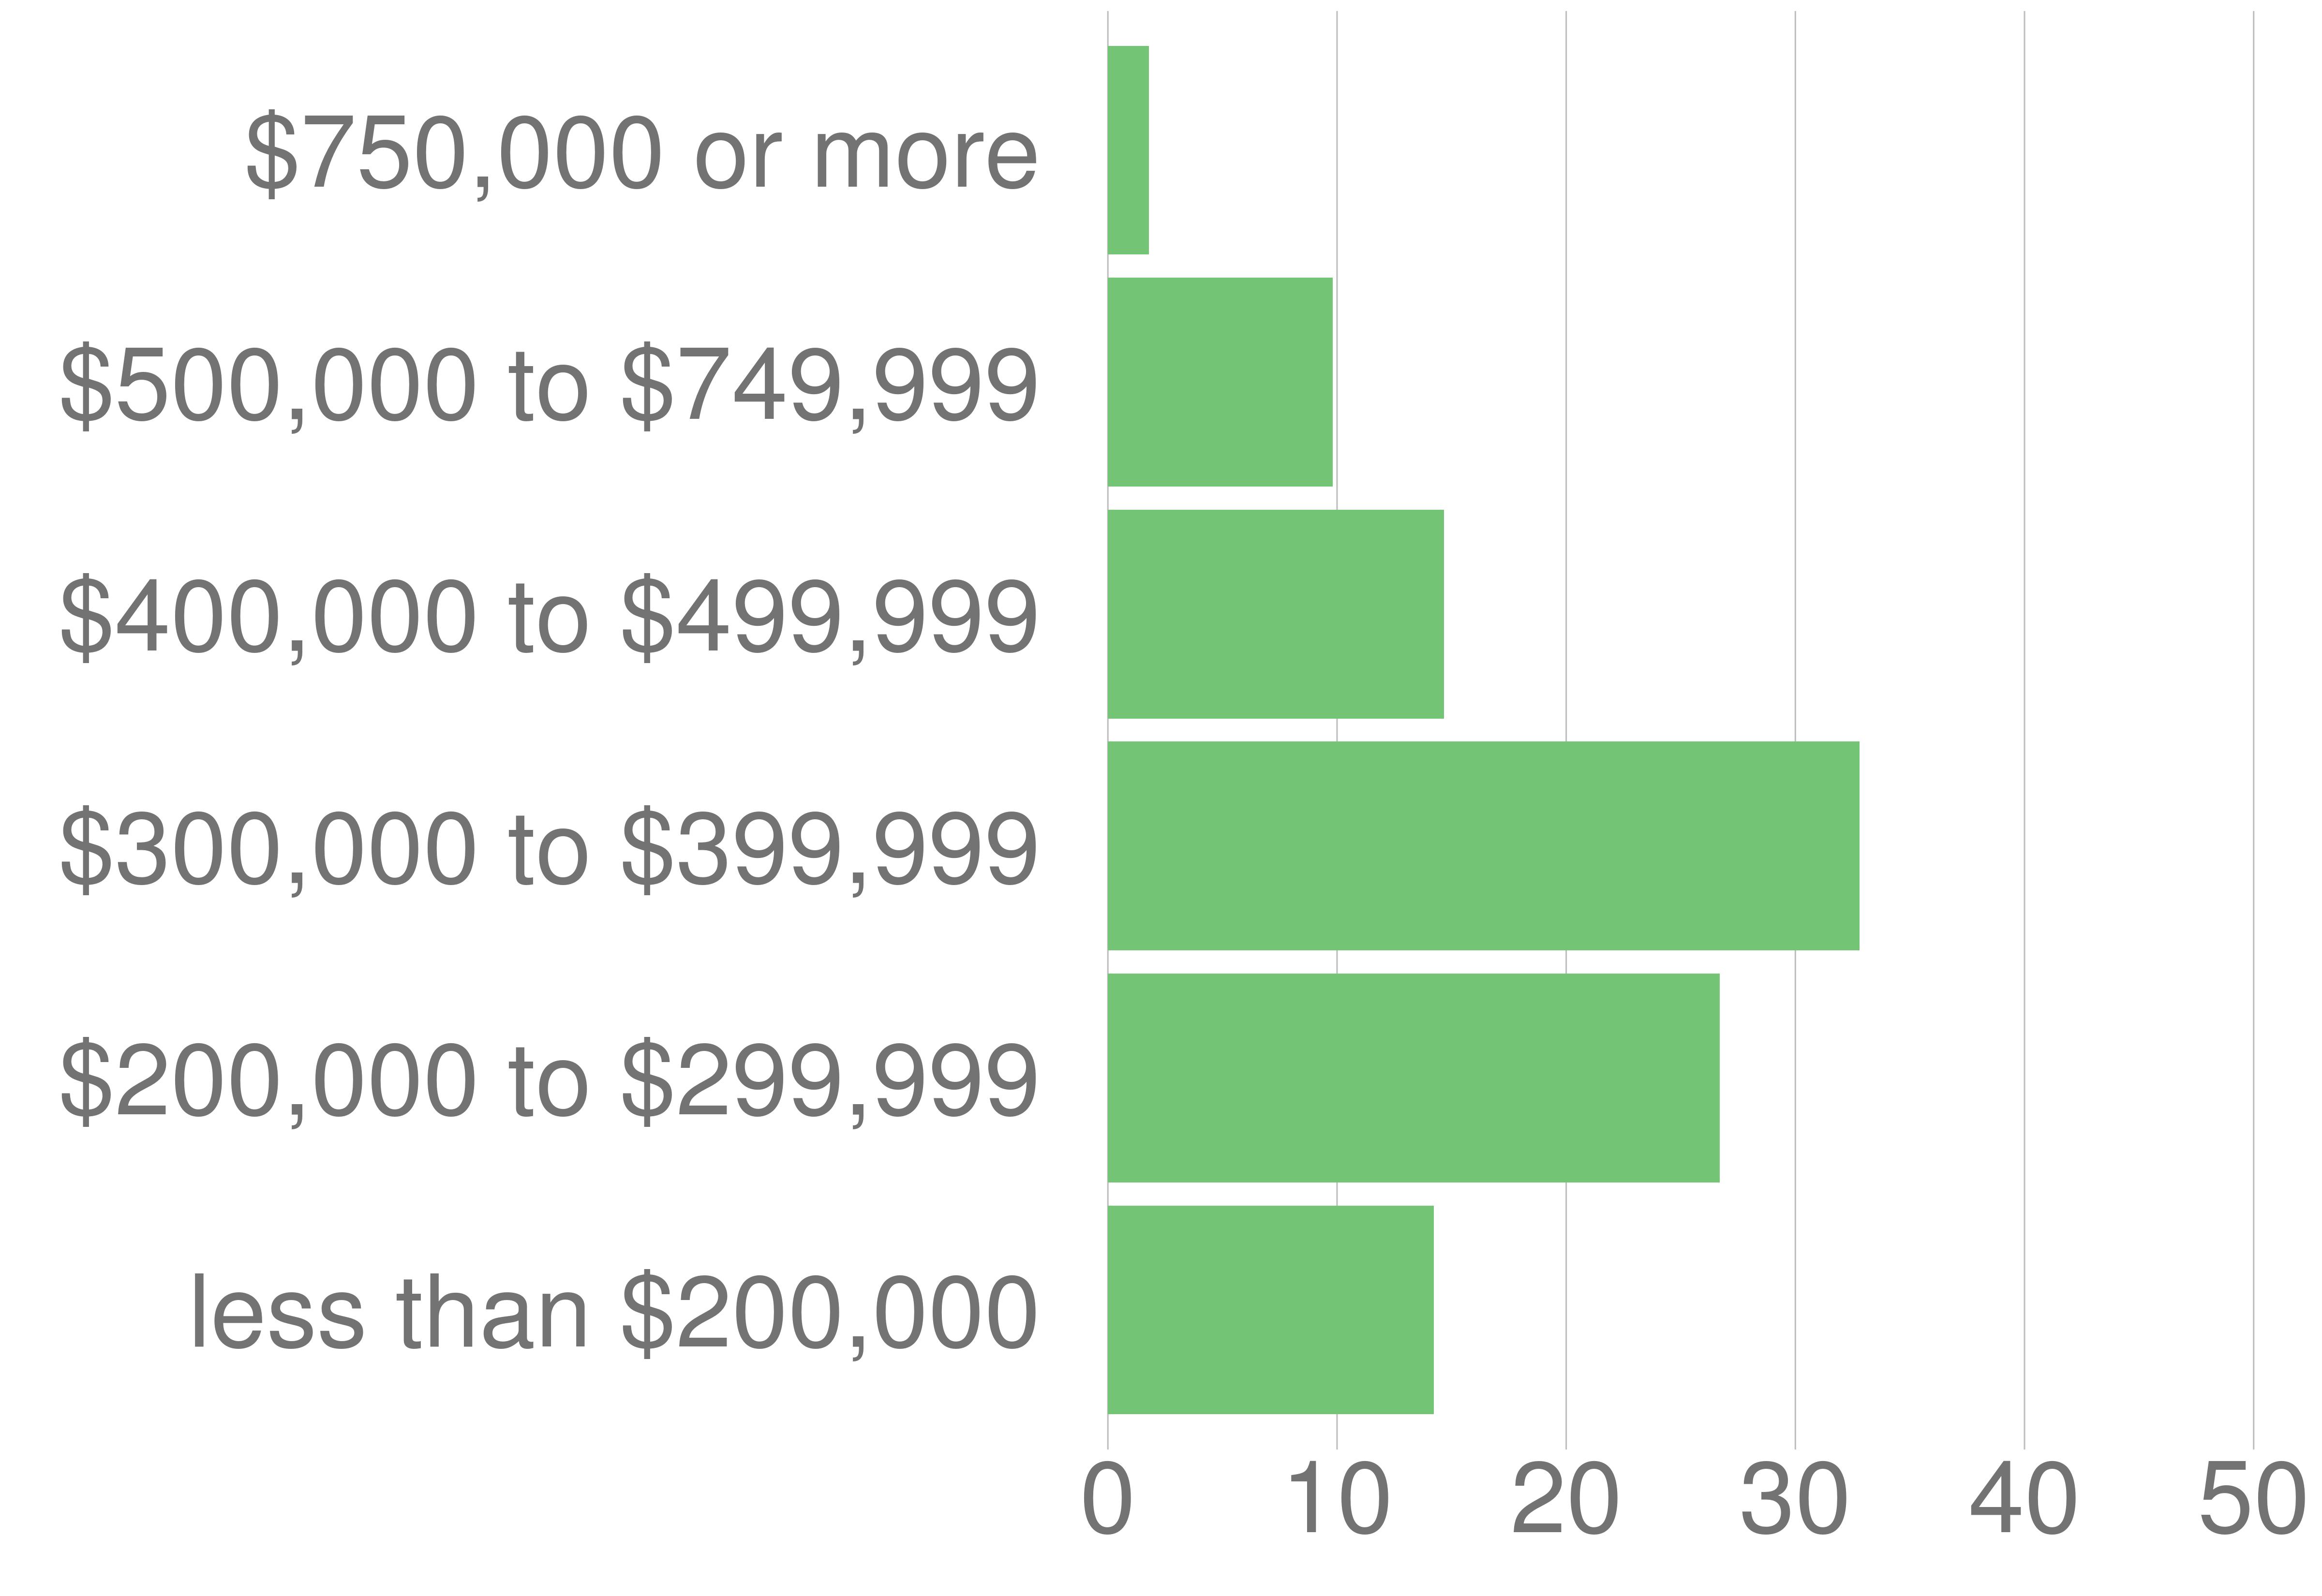 $750,000 or more
$500,000 to $749,999
$400,000 to $499,999
$300,000 to $399,999
$200,000 to $299,999
less than $200,000
0 10 20 30 40 50